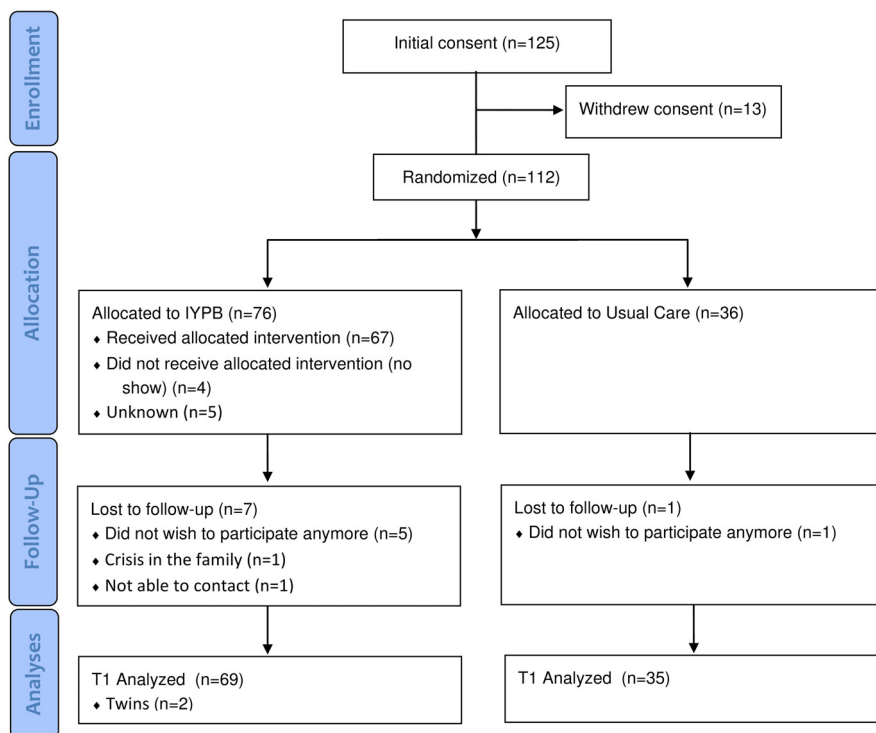 Enrollment
Initial consent (n=125)
Withdrew consent (n=13)
Randomized (n=112)
Allocation
Allocated to IYPB (n=76)
♦ Received allocated intervention (n=67)
♦ Did not receive allocated intervention (no
show) (n=4)
♦ Unknown (n=5)
Allocated to Usual Care (n=36)
Follow-Up
Lost to follow-up (n=7)
♦ Did not wish to participate anymore (n=5)
♦ Crisis in the family (n=1)
♦ Not able to contact (n=1)
Lost to follow-up (n=1)
♦ Did not wish to participate anymore (n=1)
Analyses
T1 Analyzed (n=69)
♦ Twins (n=2)
T1 Analyzed (n=35)